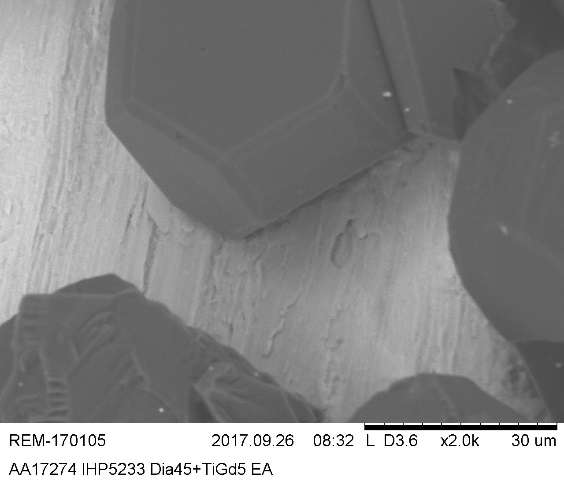 REM-170105 2017.09.26 08:32 L D3.6 x2.0k 30 um
AA17274 IHP5233 Dia45+TiGd5 EA